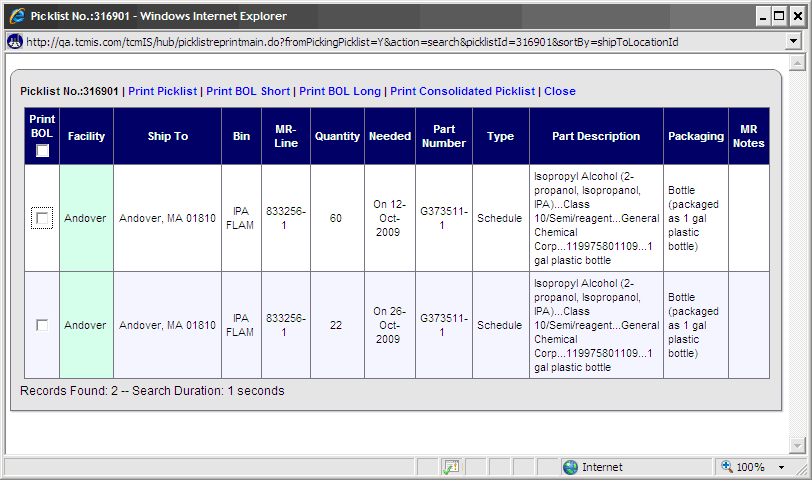 Picklist No.:316901 - Windows Internet Explorer
http://qa.tcmis.com/tcmIS/hub/picklistreprintmain.do?fromPickingPicklist=Y&action=search&picklistId=316901&sortBy=shipToLocationId
Picklist No.:316901 | Print Picklist | Print BOL Short | Print BOL Long | Print Consolidated Picklist | Close
Print
BOL
Facility
Ship To
Bin
MR-
Line
Quantity
Needed
Part
Number
Type
Part Description
Packaging
MR
Notes
Andover
Andover, MA 01810
IPA
FLAM
833256-
1
60
On 12-
Oct-
2009
G373511-
1
Schedule
Isopropyl Alcohol (2-
propanol, Isopropanol,
IPA)...Class
10/Semi/reagent...General
Chemical
Corp...119975801109...1
gal plastic bottle
Bottle
(packaged
as 1 gal
plastic
bottle)
Andover
Andover, MA 01810
IPA
FLAM
833256-
1
22
On 26-
Oct-
2009
G373511-
1
Schedule
Isopropyl Alcohol (2-
propanol, Isopropanol,
IPA)...Class
10/Semi/reagent...General
Chemical
Corp...119975801109...1
gal plastic bottle
Bottle
(packaged
as 1 gal
plastic
bottle)
Records Found: 2 -- Search Duration: 1 seconds
Internet
100%